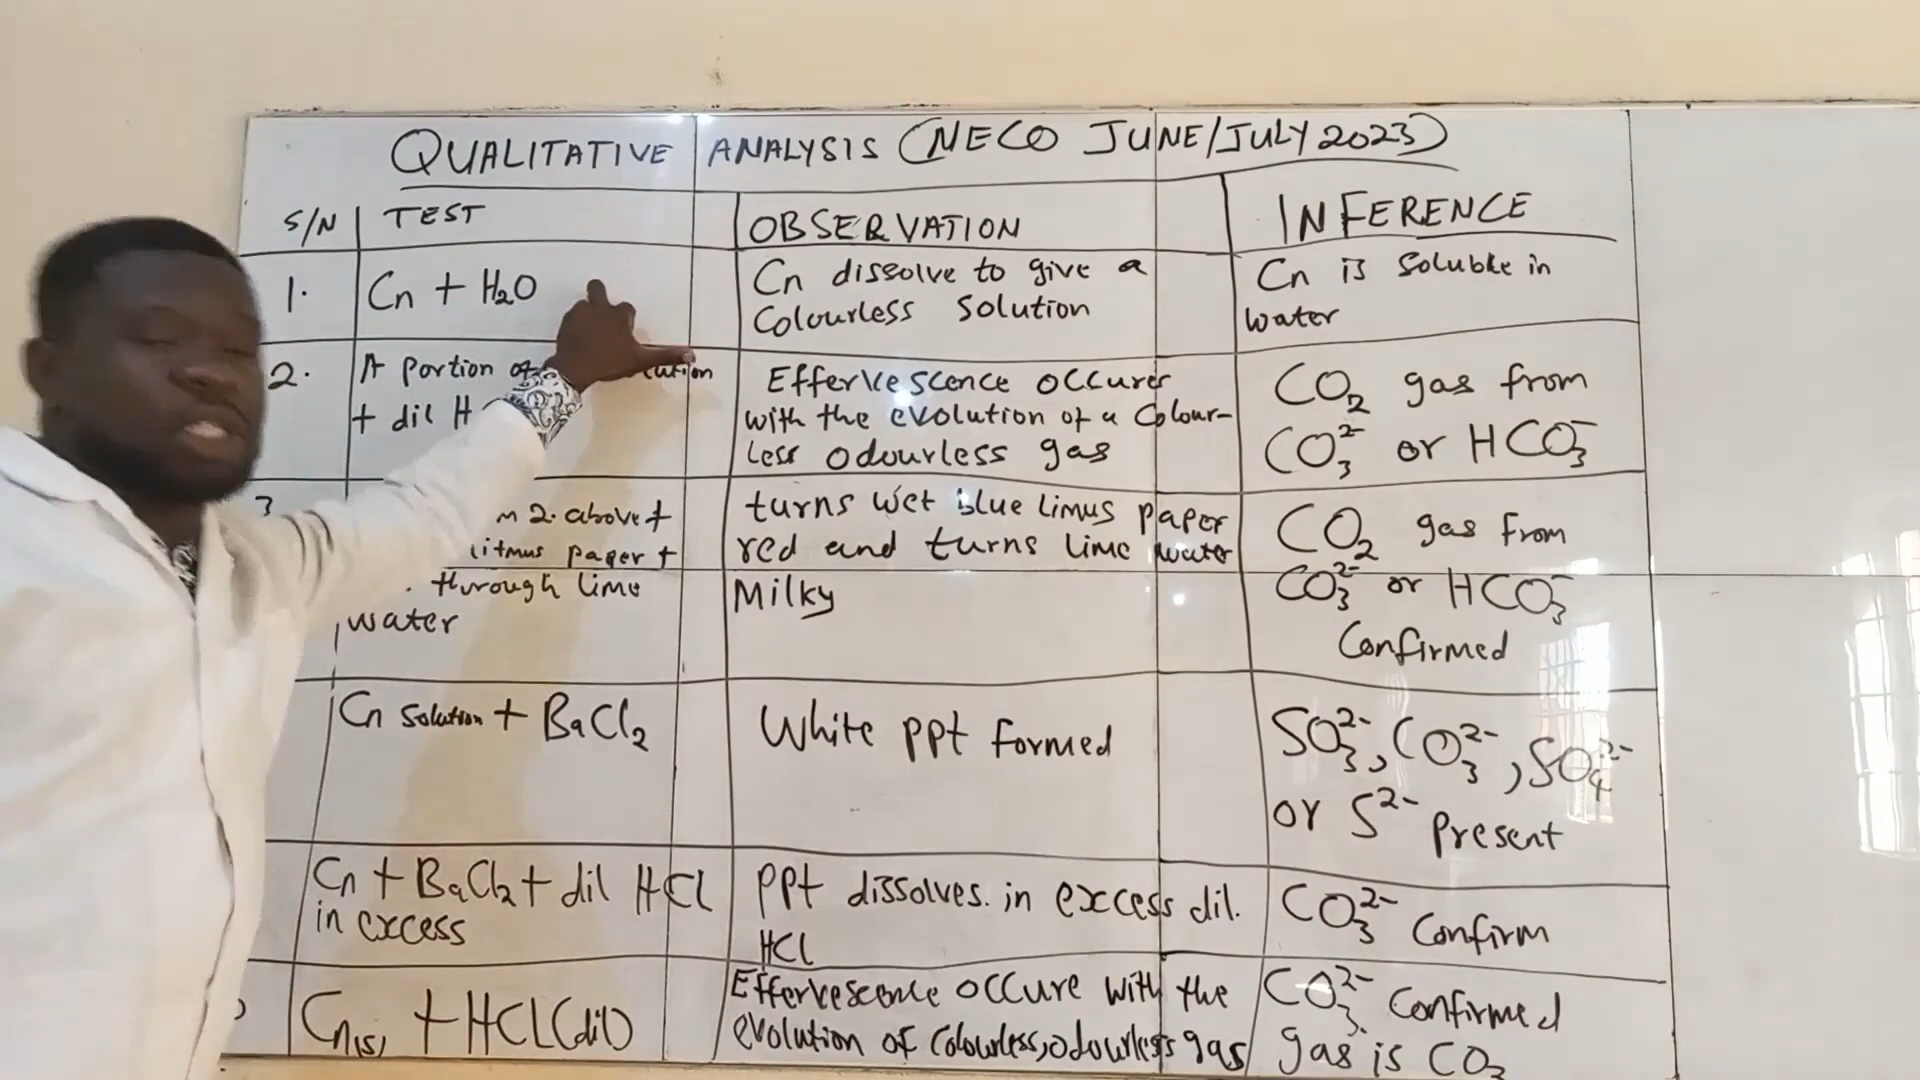 QUALITATIVE ANALYSIS (NECO JUNE/JULY 2023)
S/N TEST OBSERVATION INFERENCE
1. Cn + H2O
Cn dissolve to give a
Colourless Solution
Cn is soluble in
water
2. A portion of
+ dil H
Effervescence occures
with the evolution of a Colour-
less odourless gas
CO2 gas from
CO3^2- or HCO3^-
3
2. above +
litmus paper +
through lime
water
turns wet blue limus paper
red and turns lime water
Milky
CO2 gas from
CO3^2- or HCO3^-
Confirmed
Cn Solution + BaCl2
White ppt formed
SO3^2-, CO3^2-, SO4^2-
or S^2- present
Cn + BaCl2 + dil HCl
in excess
ppt dissolves. in excess dil.
HCl
CO3^2- Confirm
Cn(s) + HCl(dil)
Effervescence occure with the
evolution of colourless, odourless gas
CO3^2- Confirmed
gas is CO2